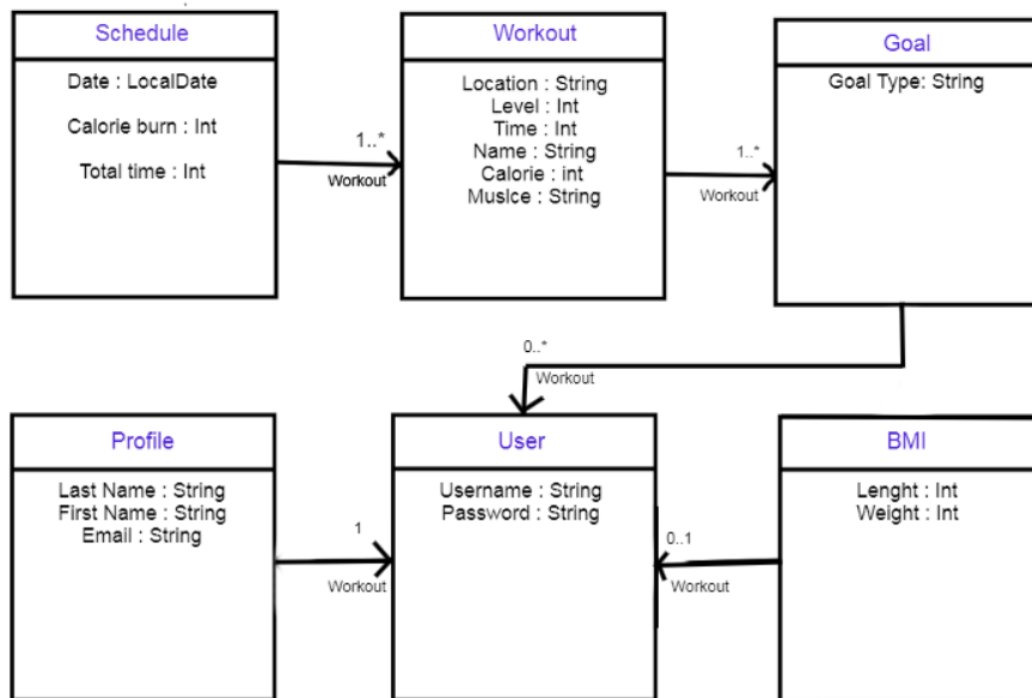 Schedule
Date : LocalDate
Calorie burn : Int
Total time : Int
1..*
Workout
Workout
Location : String
Level : Int
Time : Int
Name : String
Calorie : int
Muslce : String
1..*
Workout
Goal
Goal Type: String
0..*
Workout
Profile
Last Name : String
First Name : String
Email : String
1
Workout
User
Username : String
Password : String
0..1
Workout
BMI
Lenght : Int
Weight : Int